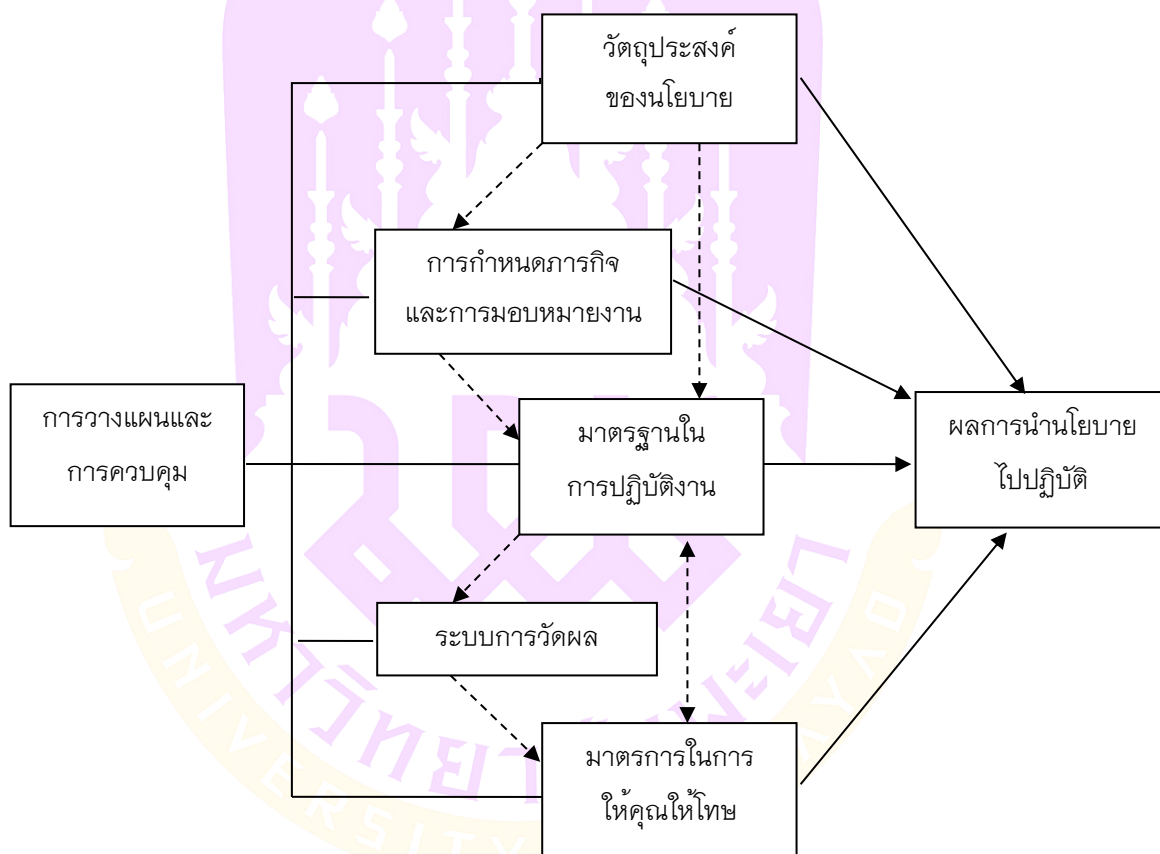 วัตถุประสงค์
ของนโยบาย
การกำหนดภารกิจ
และการมอบหมายงาน
การวางแผนและ
การควบคุม
มาตรฐานใน
การปฏิบัติงาน
ผลการนำนโยบาย
ไปปฏิบัติ
ระบบการวัดผล
มาตรการในการ
ให้คุณให้โทษ
UNIVERSITY